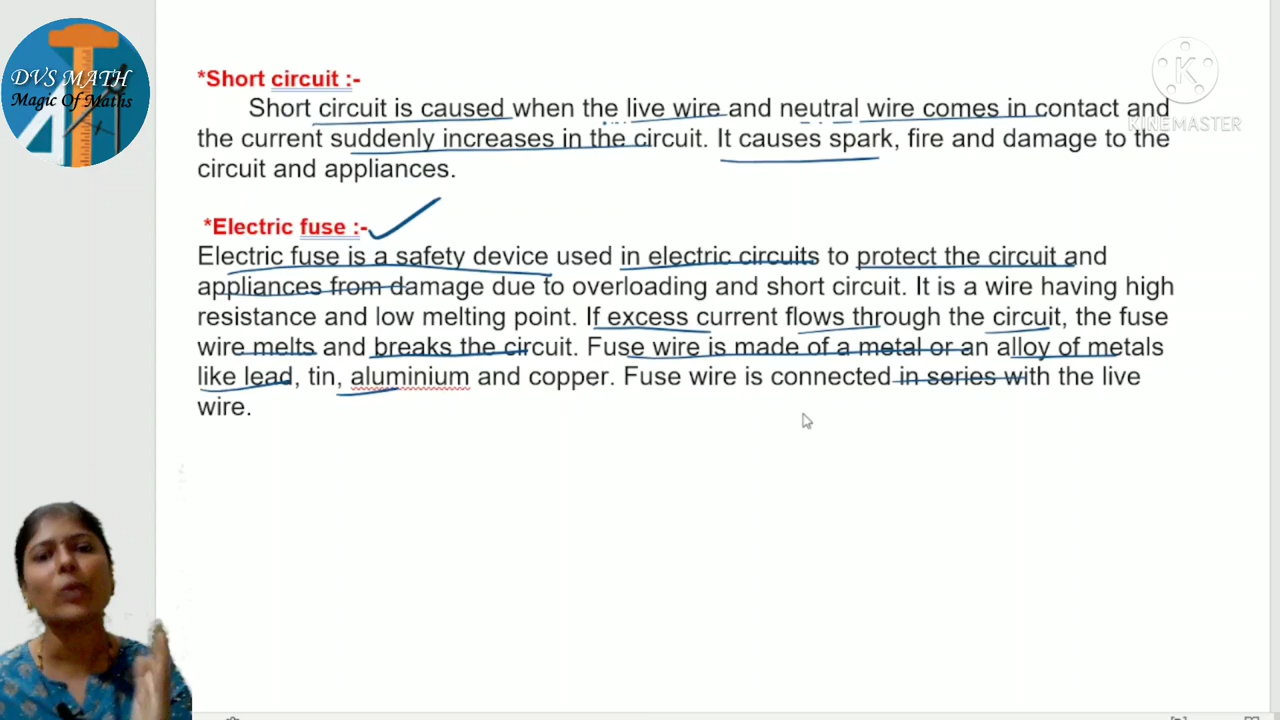 DVS MATH
Magic Of Maths
K
KINEMASTER
*Short circuit :-
Short circuit is caused when the live wire and neutral wire comes in contact and
the current suddenly increases in the circuit. It causes spark, fire and damage to the
circuit and appliances.
*Electric fuse :-
Electric fuse is a safety device used in electric circuits to protect the circuit and
appliances from damage due to overloading and short circuit. It is a wire having high
resistance and low melting point. If excess current flows through the circuit, the fuse
wire melts and breaks the circuit. Fuse wire is made of a metal or an alloy of metals
like lead, tin, aluminium and copper. Fuse wire is connected in series with the live
wire.